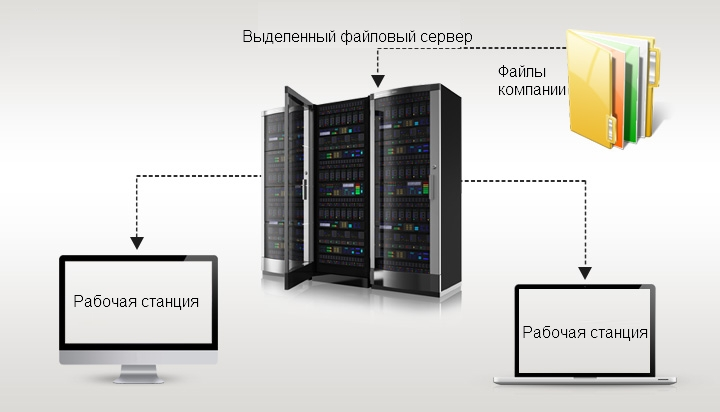 Выделенный файловый сервер
Файлы
компании
Рабочая станция
Рабочая станция